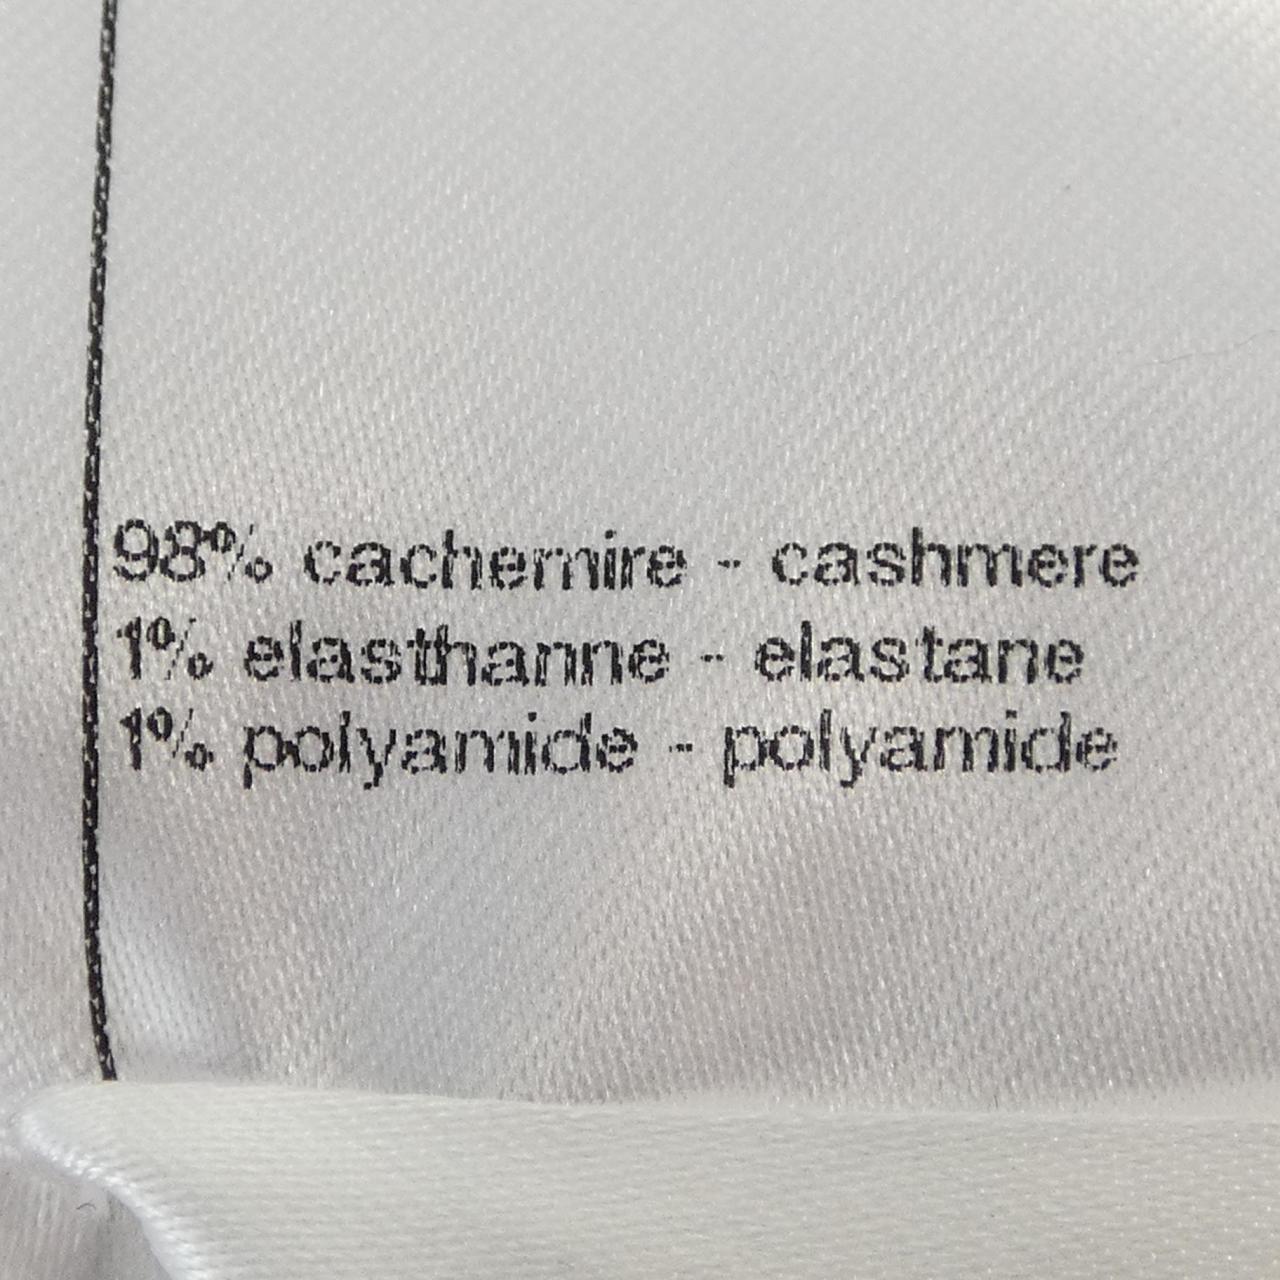 98% cachemire - cashmere
1% elasthanne - elastane
1% polyamide - polyamide